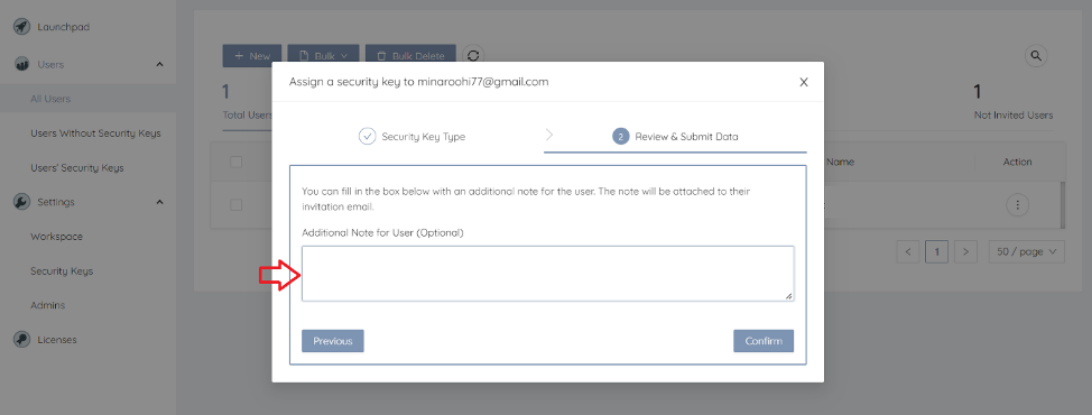 Launchpad
Users
All Users
Users Without Security Keys
Users' Security Keys
Settings
Workspace
Security Keys
Admins
Licenses
+ New
Bulk
Bulk Delete
1
Total Users
1
Not Invited Users
Name
Action
1
50 / page
Assign a security key to minaroohi77@gmail.com
X
Security Key Type
2 Review & Submit Data
You can fill in the box below with an additional note for the user. The note will be attached to their
invitation email.
Additional Note for User (Optional)
Previous
Confirm